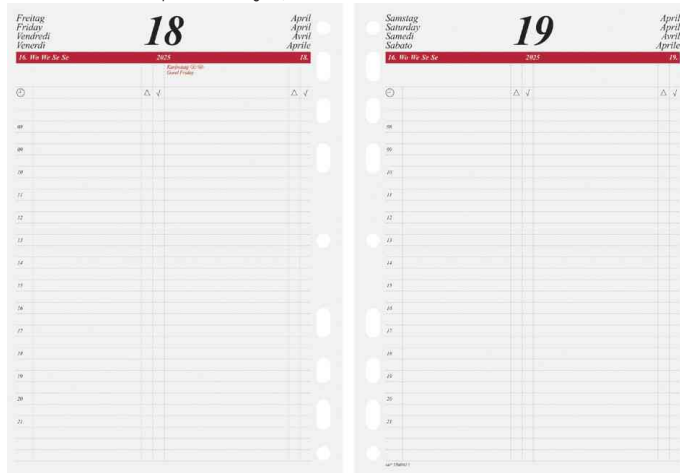 Freitag
Friday
Vendredi
Venerdi
18
April
April
Avril
Aprile
16. Wo We Se Se
2025
18.
Good Friday
08
09
10
11
12
13
14
15
16
17
18
19
20
21
Samstag
Saturday
Samedi
Sabato
19
April
April
Avril
Aprile
16. Wo We Se Se
2025
19.
08
09
10
11
12
13
14
15
16
17
18
19
20
21